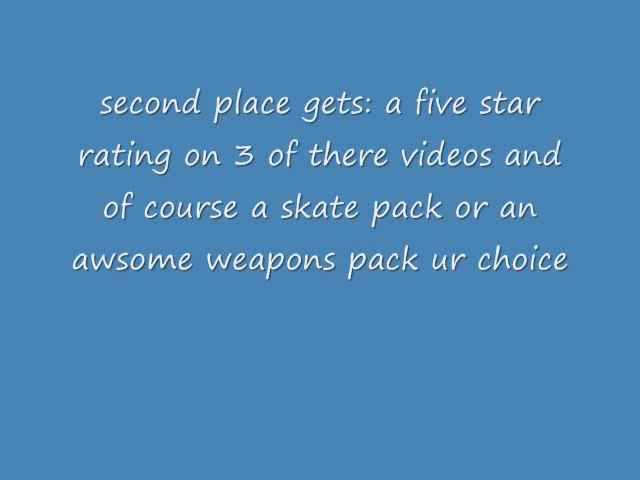 second place gets: a five star
rating on 3 of there videos and
of course a skate pack or an
awsome weapons pack ur choice